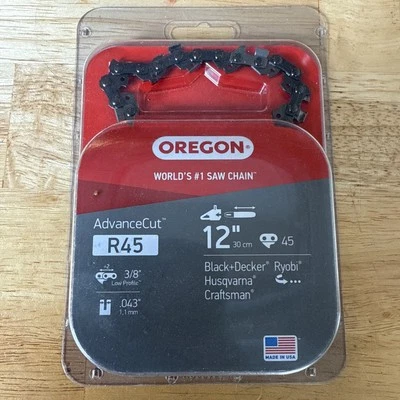 OREGON®
WORLD'S #1 SAW CHAIN™
AdvanceCut™
R45
12"
30 cm
45
3/8"
Low Profile™
.043"
1,1 mm
Black+Decker® Ryobi®
Husqvarna®
Craftsman®
MADE IN USA